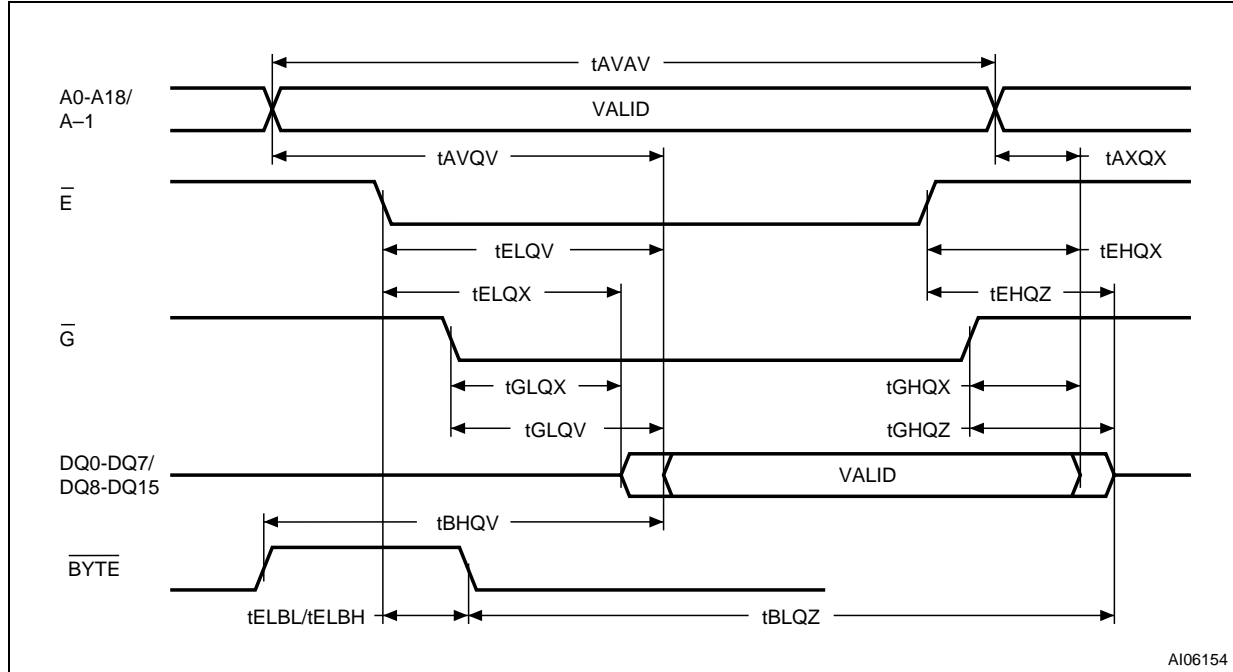 tAVAV
A0-A18/
A–1
VALID
tAVQV
tAXQX
E
tELQV
tEHQX
tELQX
tEHQZ
G
tGLQX
tGHQX
tGLQV
tGHQZ
DQ0-DQ7/
DQ8-DQ15
VALID
tBHQV
BYTE
tELBL/tELBH
tBLQZ
AI06154